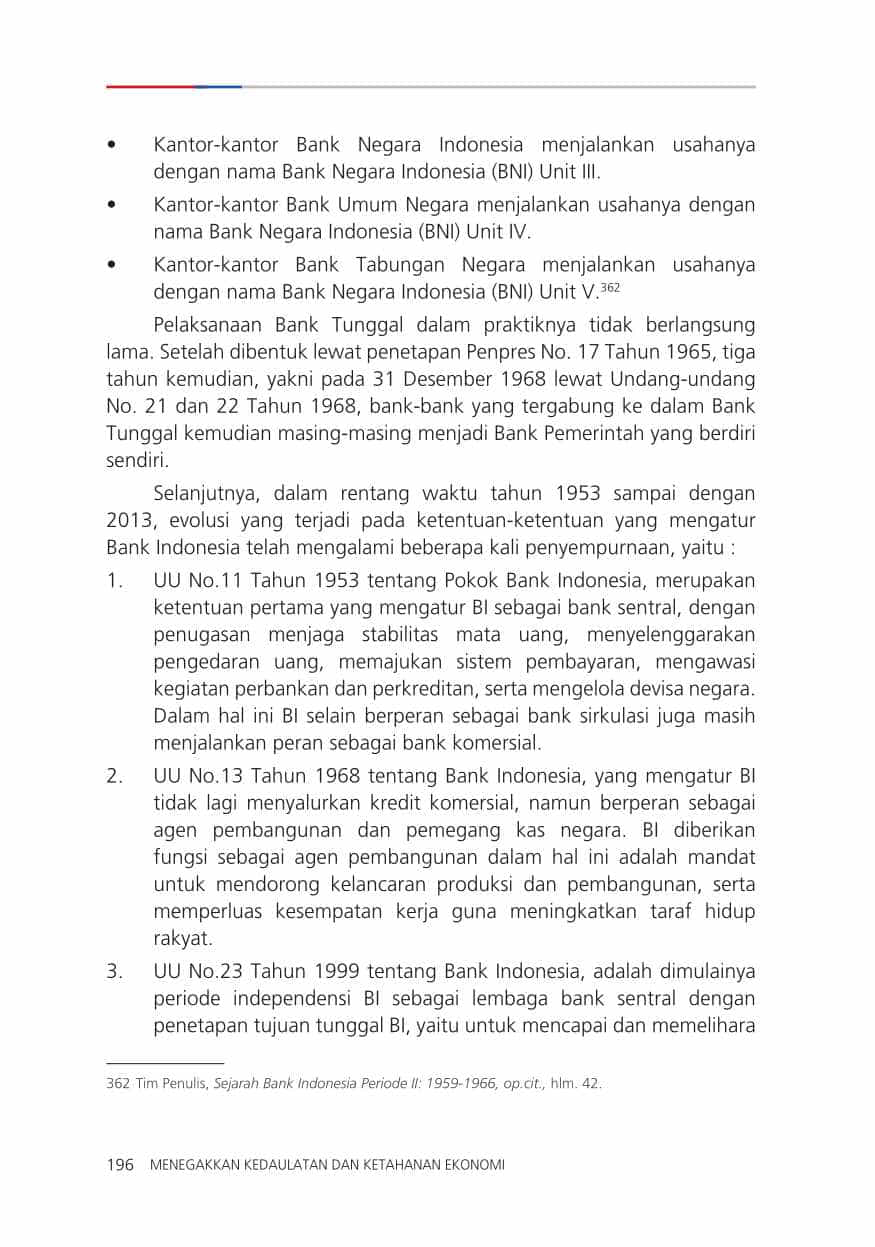 • Kantor-kantor Bank Negara Indonesia menjalankan usahanya
dengan nama Bank Negara Indonesia (BNI) Unit III.
• Kantor-kantor Bank Umum Negara menjalankan usahanya dengan
nama Bank Negara Indonesia (BNI) Unit IV.
• Kantor-kantor Bank Tabungan Negara menjalankan usahanya
dengan nama Bank Negara Indonesia (BNI) Unit V.362
Pelaksanaan Bank Tunggal dalam praktiknya tidak berlangsung
lama. Setelah dibentuk lewat penetapan Penpres No. 17 Tahun 1965, tiga
tahun kemudian, yakni pada 31 Desember 1968 lewat Undang-undang
No. 21 dan 22 Tahun 1968, bank-bank yang tergabung ke dalam Bank
Tunggal kemudian masing-masing menjadi Bank Pemerintah yang berdiri
sendiri.
Selanjutnya, dalam rentang waktu tahun 1953 sampai dengan
2013, evolusi yang terjadi pada ketentuan-ketentuan yang mengatur
Bank Indonesia telah mengalami beberapa kali penyempurnaan, yaitu :
1. UU No.11 Tahun 1953 tentang Pokok Bank Indonesia, merupakan
ketentuan pertama yang mengatur BI sebagai bank sentral, dengan
penugasan menjaga stabilitas mata uang, menyelenggarakan
pengedaran uang, memajukan sistem pembayaran, mengawasi
kegiatan perbankan dan perkreditan, serta mengelola devisa negara.
Dalam hal ini BI selain berperan sebagai bank sirkulasi juga masih
menjalankan peran sebagai bank komersial.
2. UU No.13 Tahun 1968 tentang Bank Indonesia, yang mengatur BI
tidak lagi menyalurkan kredit komersial, namun berperan sebagai
agen pembangunan dan pemegang kas negara. BI diberikan
fungsi sebagai agen pembangunan dalam hal ini adalah mandat
untuk mendorong kelancaran produksi dan pembangunan, serta
memperluas kesempatan kerja guna meningkatkan taraf hidup
rakyat.
3. UU No.23 Tahun 1999 tentang Bank Indonesia, adalah dimulainya
periode independensi BI sebagai lembaga bank sentral dengan
penetapan tujuan tunggal BI, yaitu untuk mencapai dan memelihara
362 Tim Penulis, Sejarah Bank Indonesia Periode II: 1959-1966, op.cit., hlm. 42.
196 MENEGAKKAN KEDAULATAN DAN KETAHANAN EKONOMI